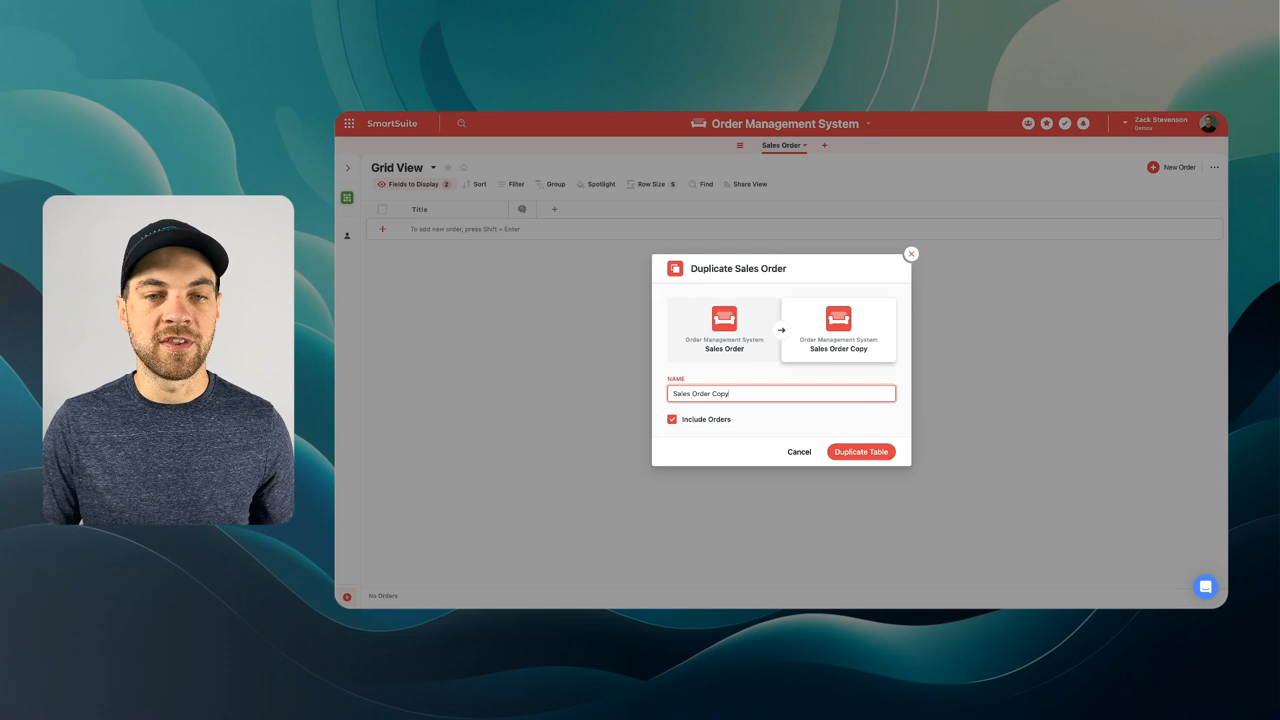 SmartSuite
Order Management System
Zack Stevenson
Demos
Sales Order
Grid View
New Order
Fields to Display 2
Sort
Filter
Group
Spotlight
Row Size S
Find
Share View
Title
To add new order, press Shift + Enter
Duplicate Sales Order
Order Management System
Sales Order
Order Management System
Sales Order Copy
NAME
Sales Order Copy
Include Orders
Cancel
Duplicate Table
No Orders